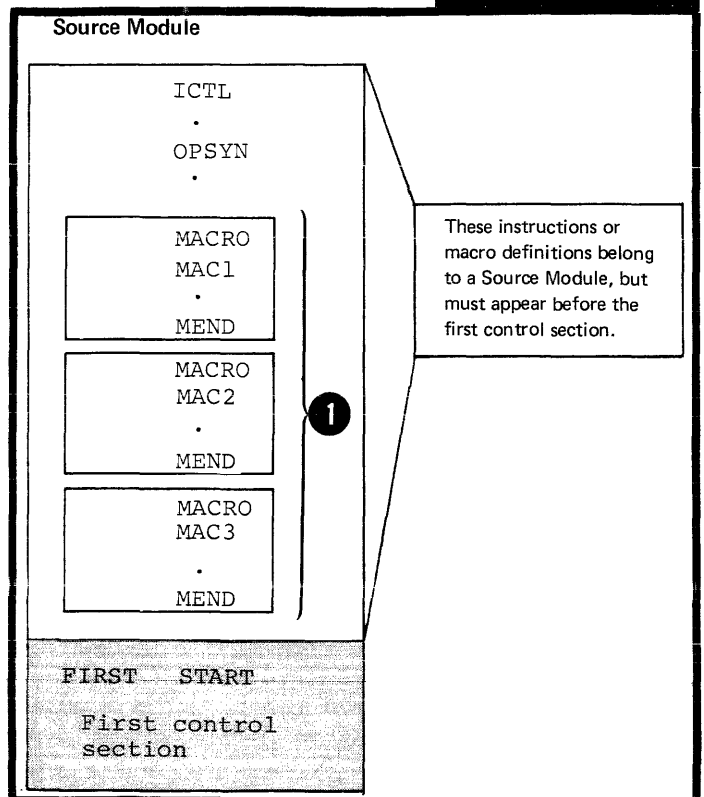 Source Module
ICTL
.
OPSYN
.
MACRO
MAC1
.
MEND
MACRO
MAC2
.
MEND
MACRO
MAC3
.
MEND
1
These instructions or
macro definitions belong
to a Source Module, but
must appear before the
first control section.
FIRST START
First control
section